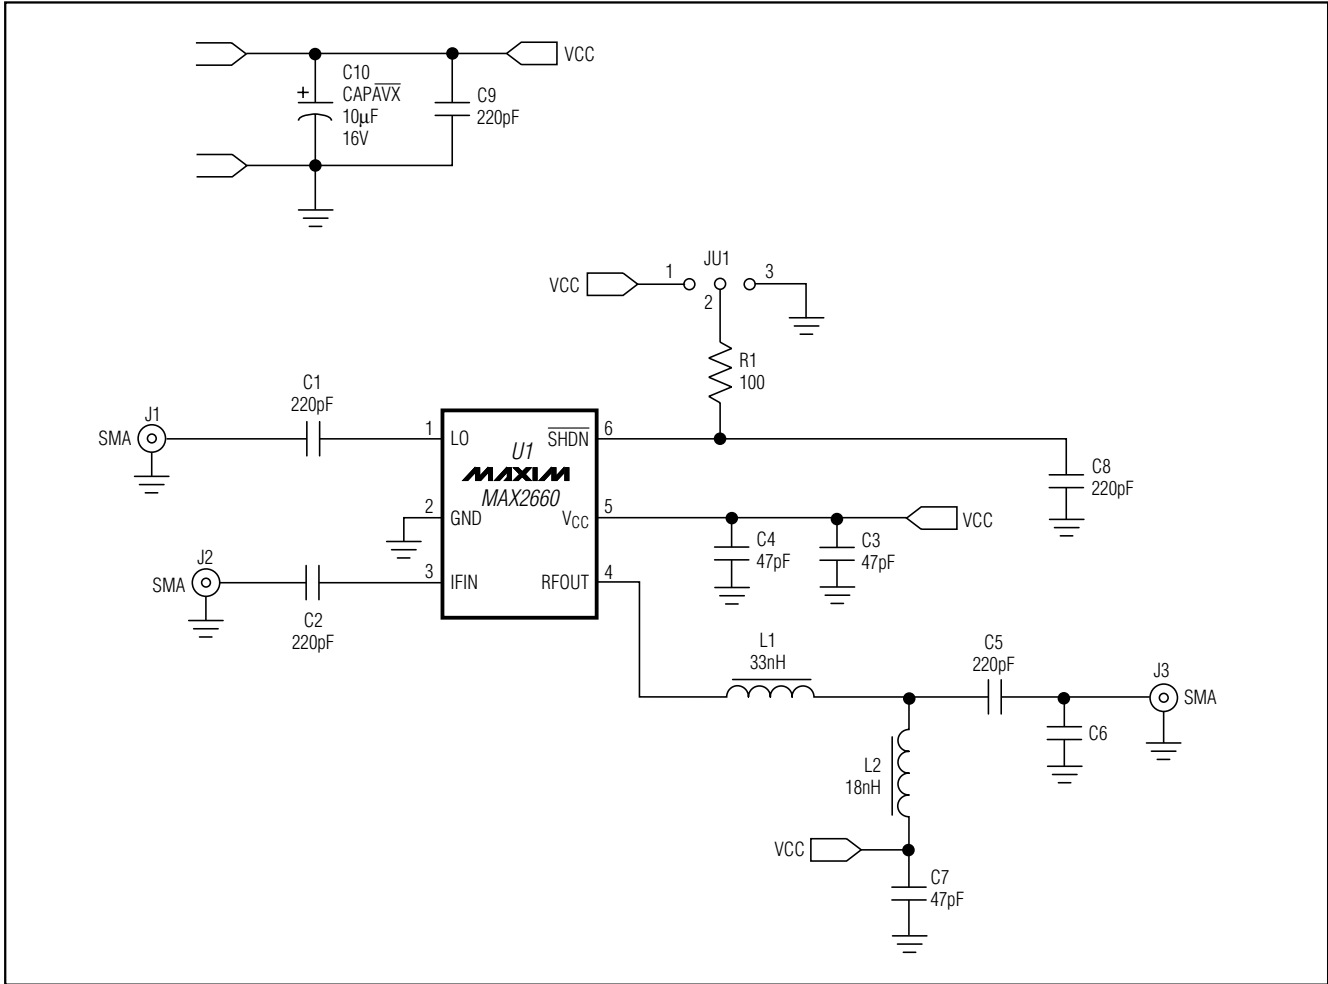 C10
CAPAVX
10µF
16V
+
C9
220pF
VCC
JU1
VCC
1
2
3
R1
100
C1
220pF
J1
SMA
1
LO
U1
MAXIM
MAX2660
SHDN
6
C8
220pF
2
GND
VCC
5
VCC
C4
47pF
C3
47pF
J2
SMA
3
IFIN
RFOUT
4
C2
220pF
L1
33nH
C5
220pF
J3
SMA
C6
L2
18nH
VCC
C7
47pF